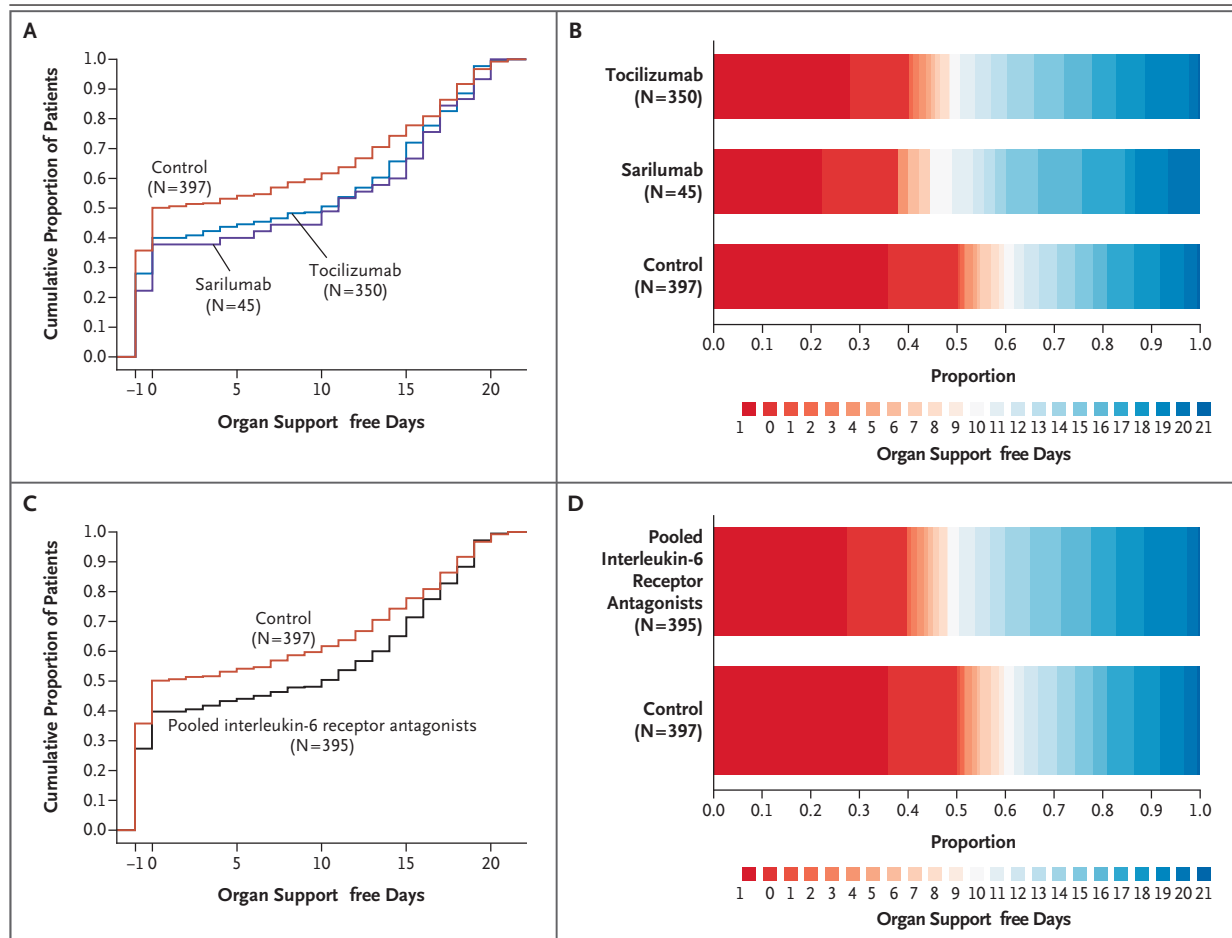 A
1.0
0.9
0.8
0.7
0.6
0.5
0.4
0.3
0.2
0.1
0.0
Cumulative Proportion of Patients
Control
(N=397)
Sarilumab
(N=45)
Tocilizumab
(N=350)
–1 0 5 10 15 20
Organ Support free Days
B
Tocilizumab
(N=350)
Sarilumab
(N=45)
Control
(N=397)
0.0 0.1 0.2 0.3 0.4 0.5 0.6 0.7 0.8 0.9 1.0
Proportion
1 0 1 2 3 4 5 6 7 8 9 10 11 12 13 14 15 16 17 18 19 20 21
Organ Support free Days
C
1.0
0.9
0.8
0.7
0.6
0.5
0.4
0.3
0.2
0.1
0.0
Cumulative Proportion of Patients
Control
(N=397)
Pooled interleukin-6 receptor antagonists
(N=395)
–1 0 5 10 15 20
Organ Support free Days
D
Pooled
Interleukin-6
Receptor
Antagonists
(N=395)
Control
(N=397)
0.0 0.1 0.2 0.3 0.4 0.5 0.6 0.7 0.8 0.9 1.0
Proportion
1 0 1 2 3 4 5 6 7 8 9 10 11 12 13 14 15 16 17 18 19 20 21
Organ Support free Days